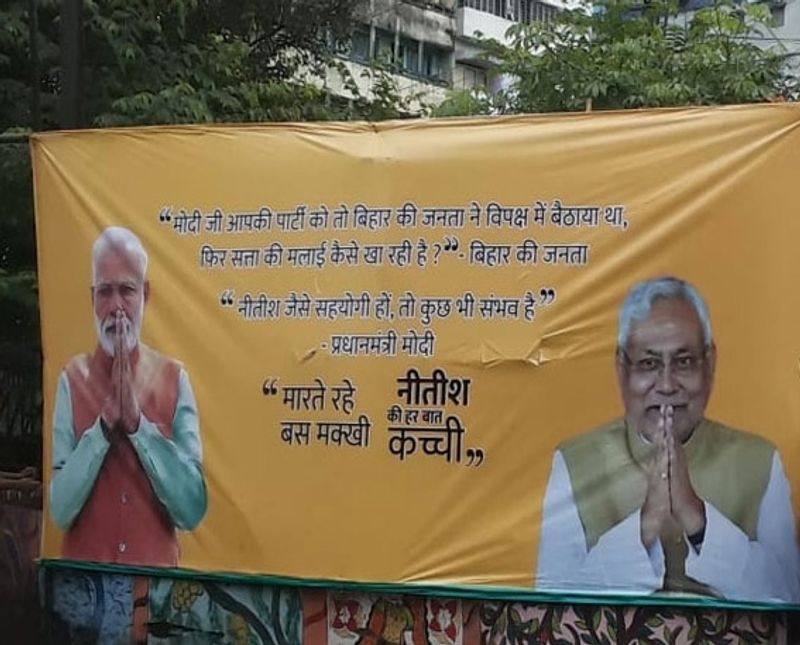 “मोदी जी आपकी पार्टी को तो बिहार की जनता ने विपक्ष में बैठाया था,
फिर सत्ता की मलाई कैसे खा रही है ?”- बिहार की जनता
“नीतीश जैसे सहयोगी हों, तो कुछ भी संभव है”
- प्रधानमंत्री मोदी
“मारते रहे
बस मक्खी
नीतीश
की हर बात
कच्ची”